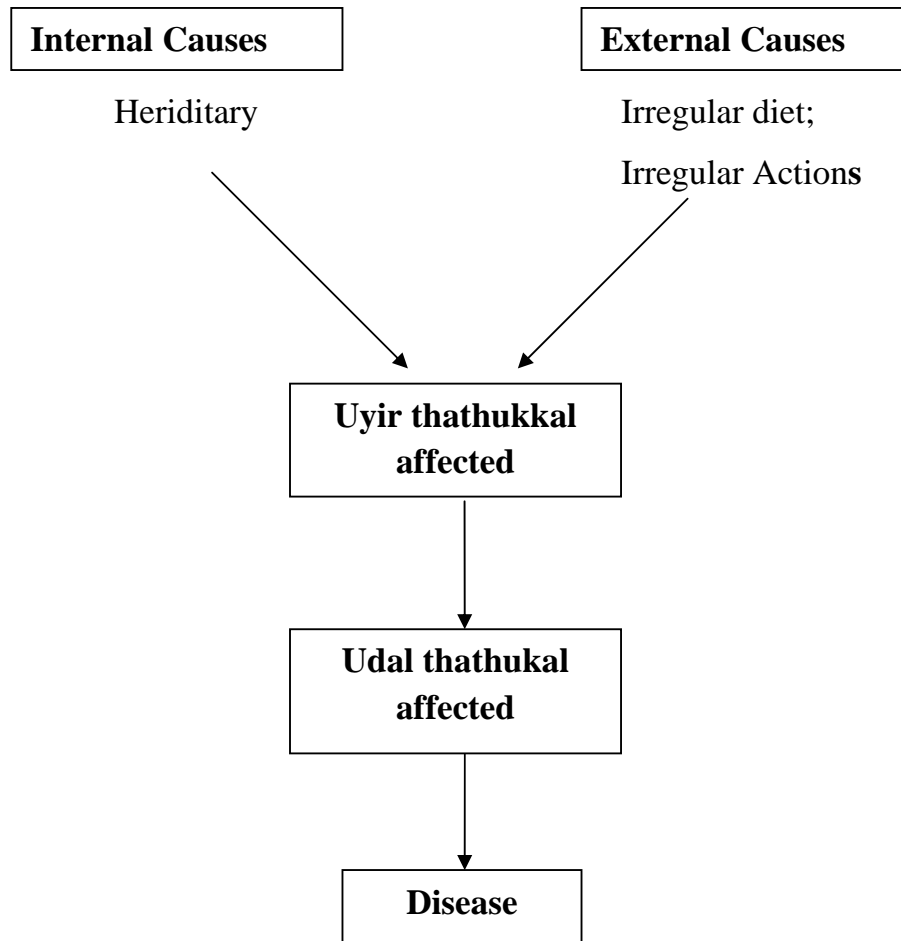 Internal Causes
External Causes
Heriditary
Irregular diet;
Irregular Actions
Uyir thathukkal
affected
Udal thathukal
affected
Disease